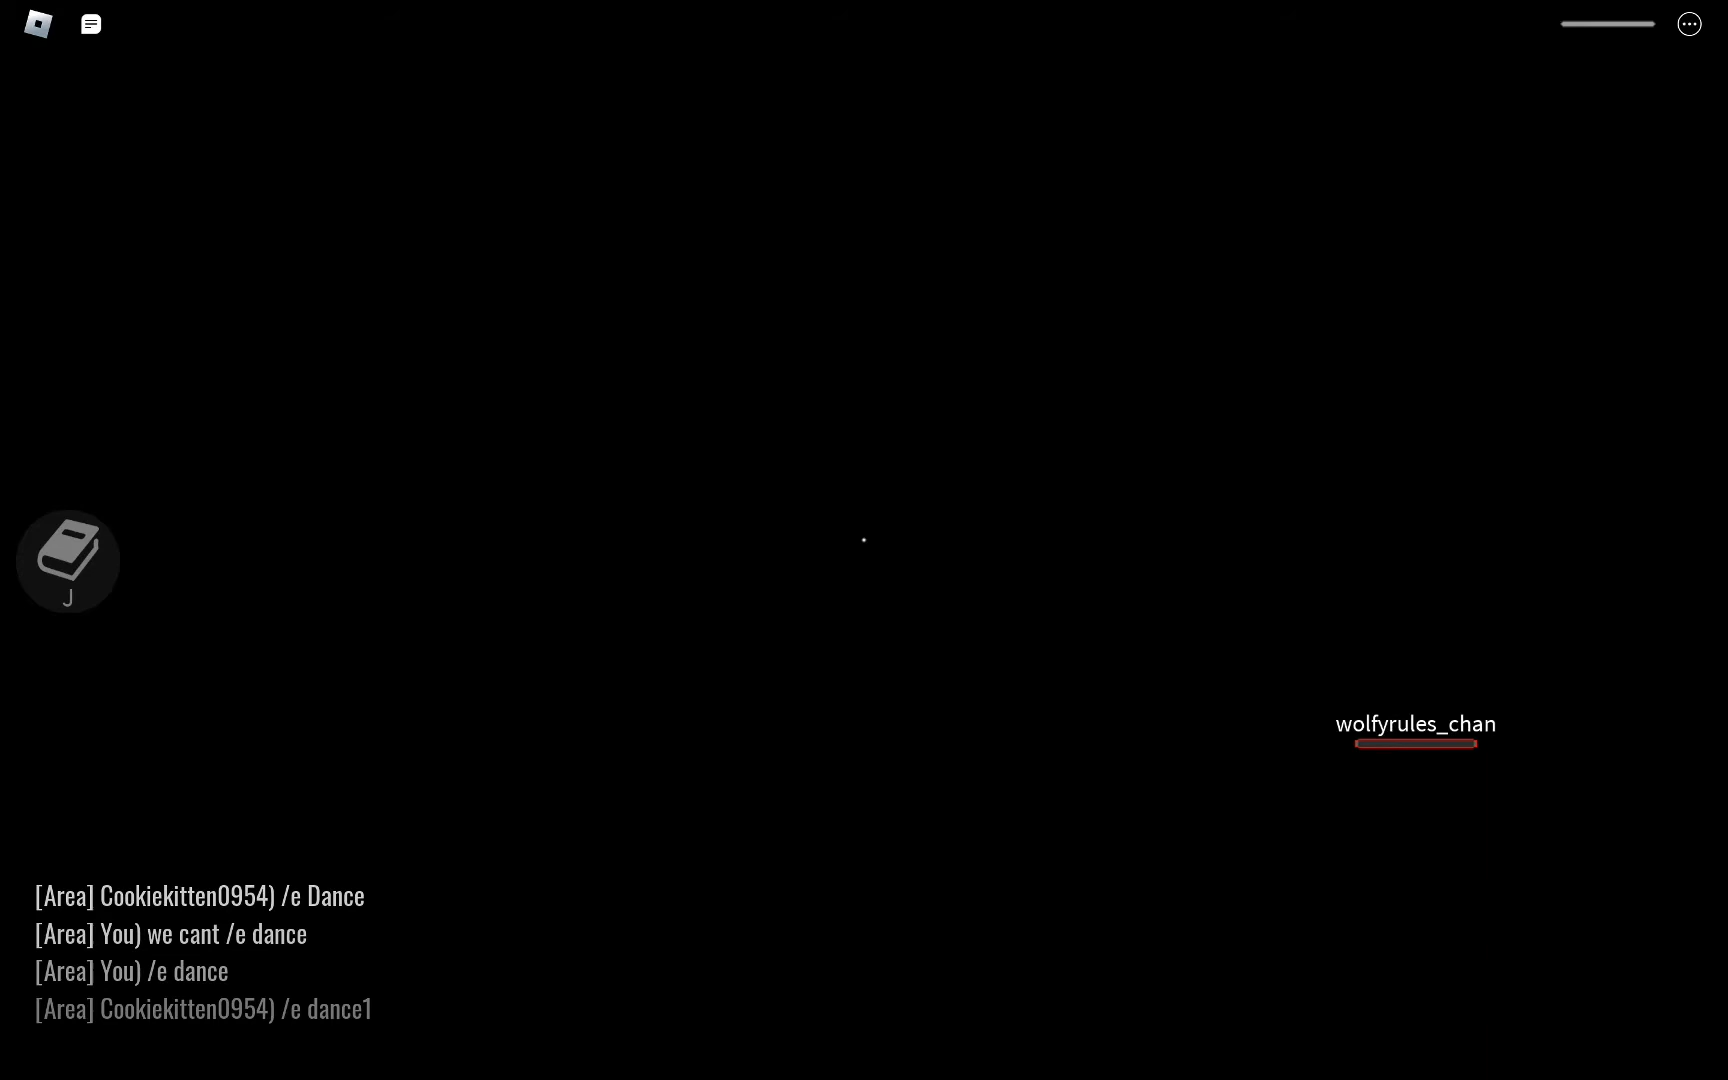 J
wolfyrules_chan
[Area] Cookiekitten0954) /e Dance
[Area] You) we cant /e dance
[Area] You) /e dance
[Area] Cookiekitten0954) /e dance1